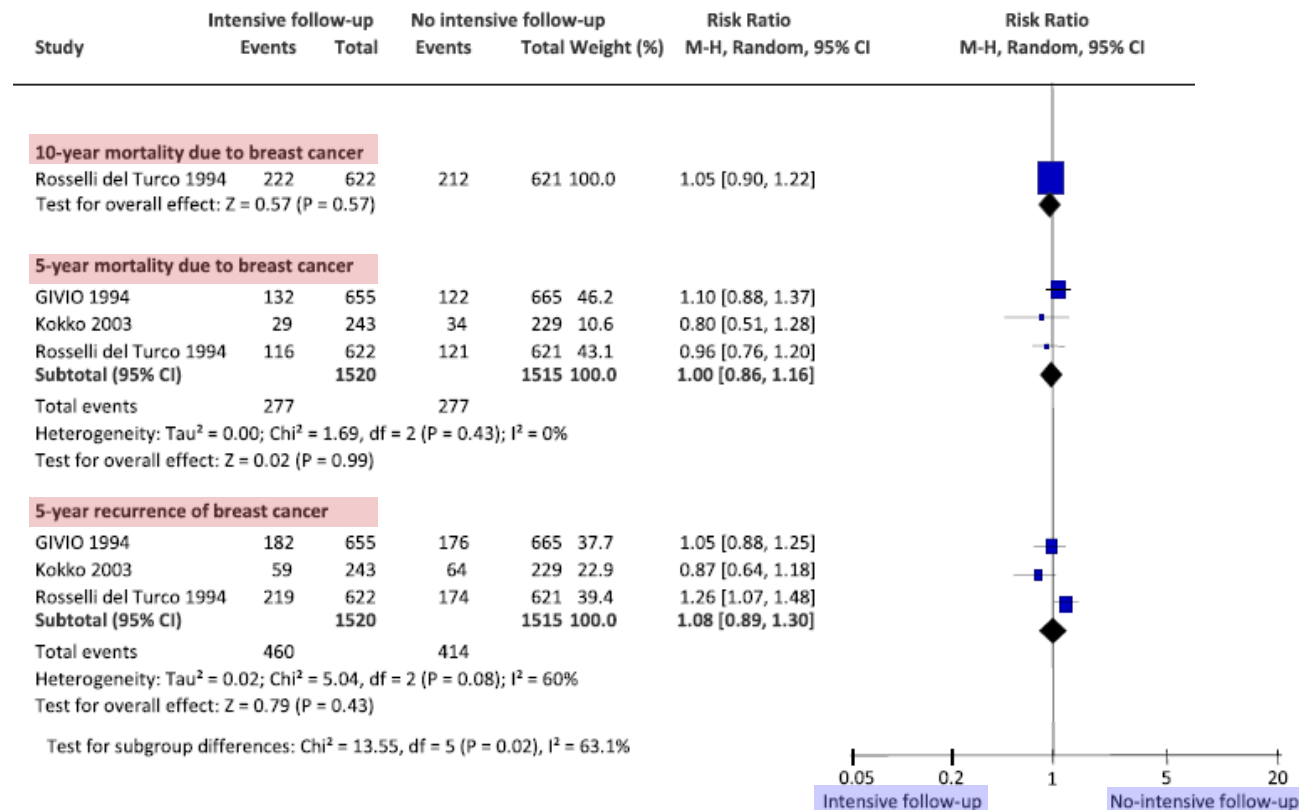 Intensive follow-up No intensive follow-up Risk Ratio Risk Ratio
Study Events Total Events Total Weight (%) M-H, Random, 95% CI M-H, Random, 95% CI
10-year mortality due to breast cancer
Rosselli del Turco 1994 222 622 212 621 100.0 1.05 [0.90, 1.22]
Test for overall effect: Z = 0.57 (P = 0.57)
5-year mortality due to breast cancer
GIVIO 1994 132 655 122 665 46.2 1.10 [0.88, 1.37]
Kokko 2003 29 243 34 229 10.6 0.80 [0.51, 1.28]
Rosselli del Turco 1994 116 622 121 621 43.1 0.96 [0.76, 1.20]
Subtotal (95% CI) 1520 1515 100.0 1.00 [0.86, 1.16]
Total events 277 277
Heterogeneity: Tau² = 0.00; Chi² = 1.69, df = 2 (P = 0.43); I² = 0%
Test for overall effect: Z = 0.02 (P = 0.99)
5-year recurrence of breast cancer
GIVIO 1994 182 655 176 665 37.7 1.05 [0.88, 1.25]
Kokko 2003 59 243 64 229 22.9 0.87 [0.64, 1.18]
Rosselli del Turco 1994 219 622 174 621 39.4 1.26 [1.07, 1.48]
Subtotal (95% CI) 1520 1515 100.0 1.08 [0.89, 1.30]
Total events 460 414
Heterogeneity: Tau² = 0.02; Chi² = 5.04, df = 2 (P = 0.08); I² = 60%
Test for overall effect: Z = 0.79 (P = 0.43)
Test for subgroup differences: Chi² = 13.55, df = 5 (P = 0.02), I² = 63.1%
0.05 0.2 1 5 20
Intensive follow-up No-intensive follow-up